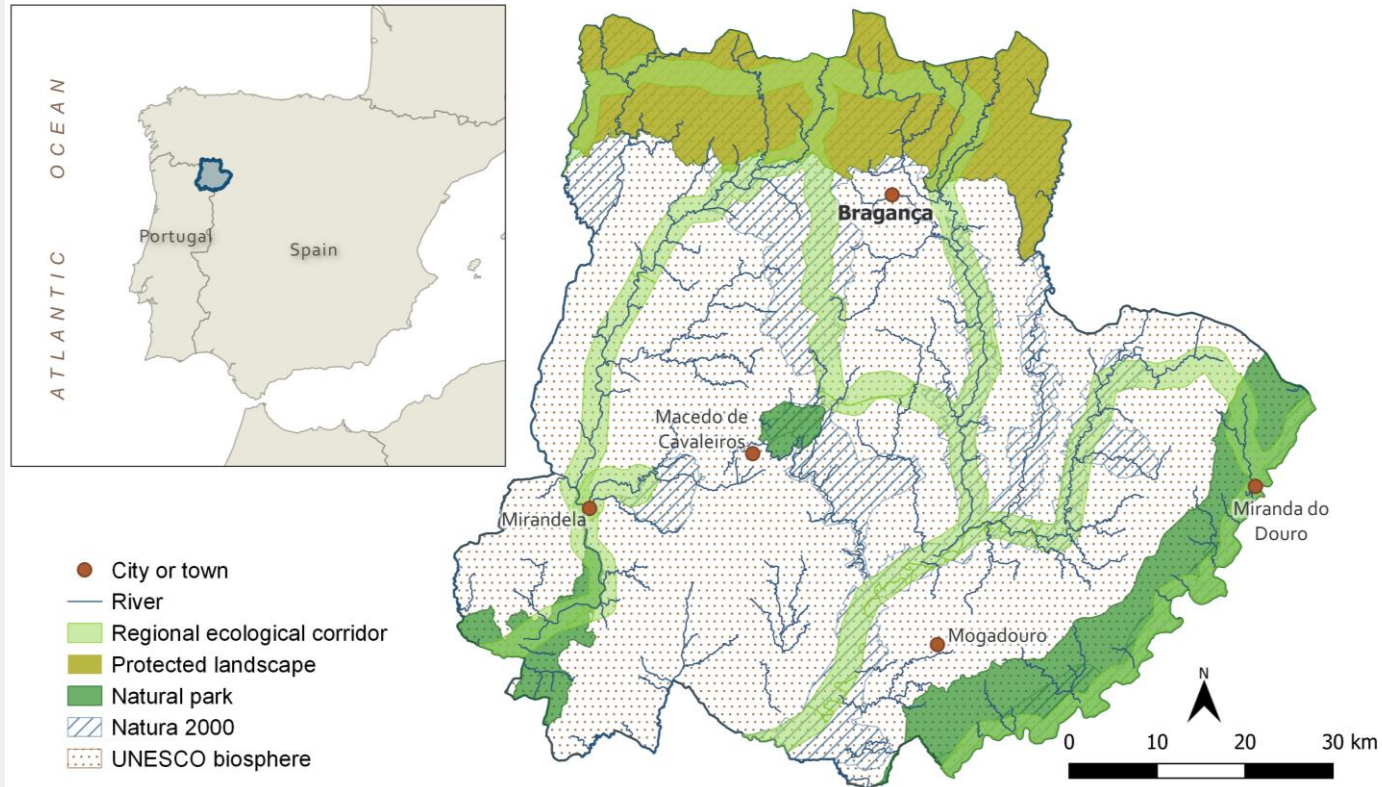 ATLANTIC OCEAN
Portugal
Spain
Bragança
Macedo de
Cavaleiros
Mirandela
Miranda do
Douro
Mogadouro
City or town
River
Regional ecological corridor
Protected landscape
Natural park
Natura 2000
UNESCO biosphere
N
0 10 20 30 km